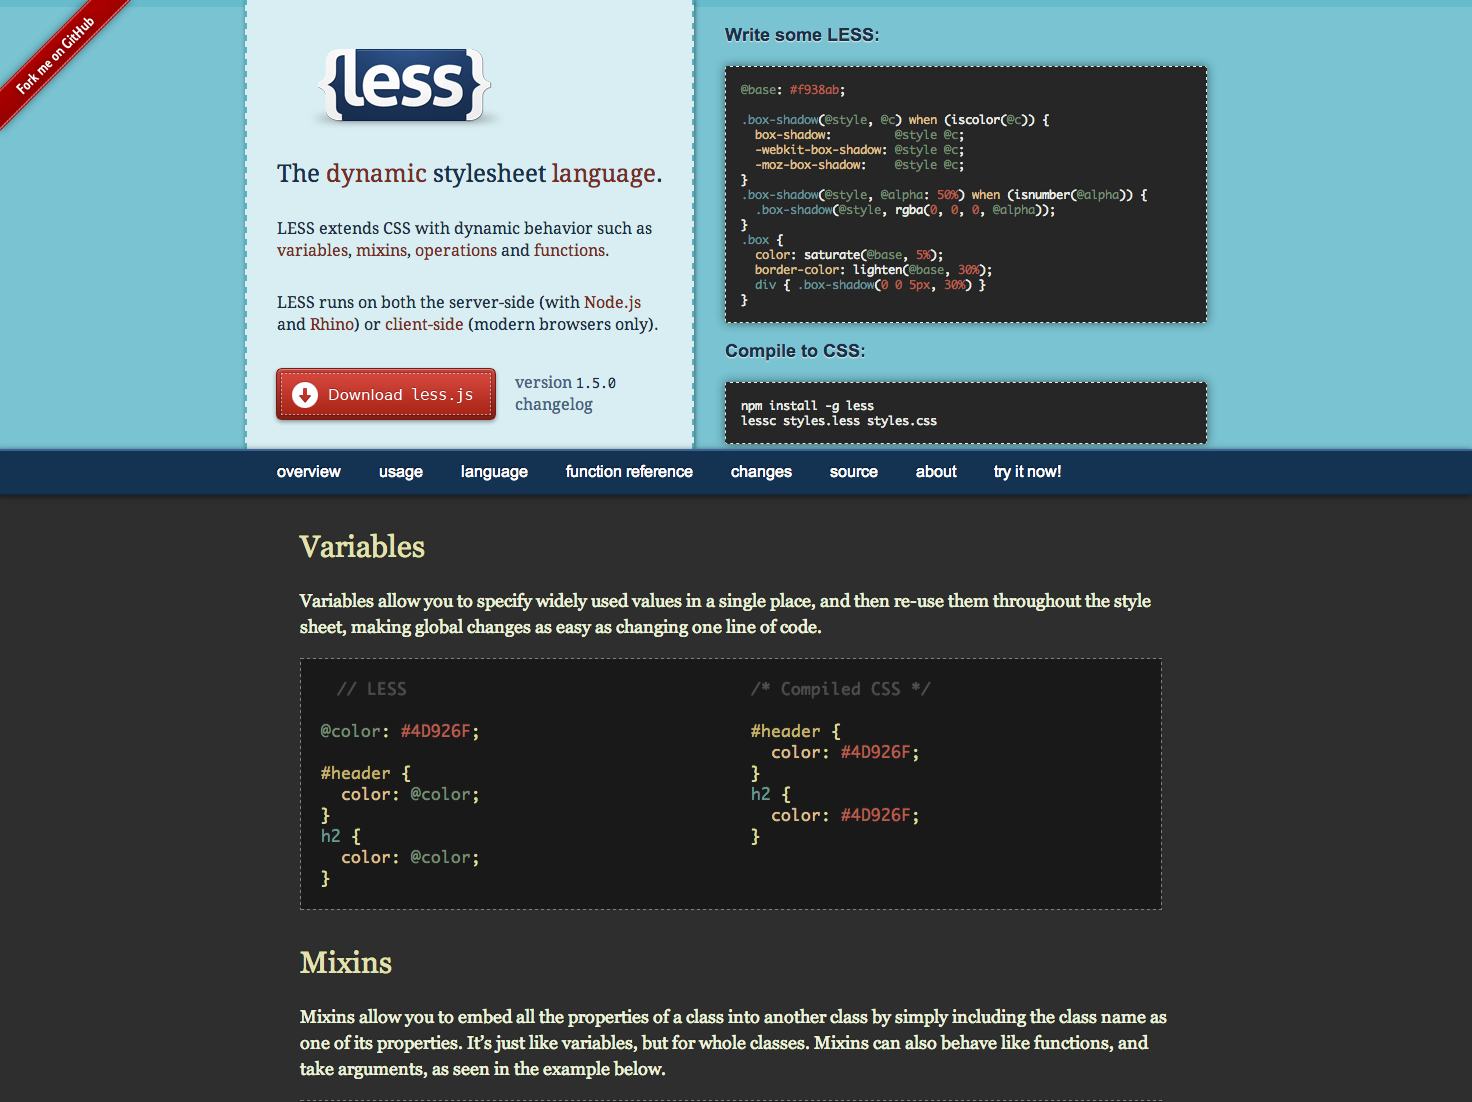 Fork me on GitHub
{less}
The dynamic stylesheet language.
LESS extends CSS with dynamic behavior such as
variables, mixins, operations and functions.
LESS runs on both the server-side (with Node.js
and Rhino) or client-side (modern browsers only).
Download less.js
version 1.5.0
changelog
Write some LESS:
@base: #f938ab;
.box-shadow(@style, @c) when (iscolor(@c)) {
  box-shadow:         @style @c;
  -webkit-box-shadow: @style @c;
  -moz-box-shadow:    @style @c;
}
.box-shadow(@style, @alpha: 50%) when (isnumber(@alpha)) {
  .box-shadow(@style, rgba(0, 0, 0, @alpha));
}
.box {
  color: saturate(@base, 5%);
  border-color: lighten(@base, 30%);
  div { .box-shadow(0 0 5px, 30%) }
}
Compile to CSS:
npm install -g less
lessc styles.less styles.css
overview usage language function reference changes source about try it now!
Variables
Variables allow you to specify widely used values in a single place, and then re-use them throughout the style
sheet, making global changes as easy as changing one line of code.
// LESS
@color: #4D926F;
#header {
  color: @color;
}
h2 {
  color: @color;
}
/* Compiled CSS */
#header {
  color: #4D926F;
}
h2 {
  color: #4D926F;
}
Mixins
Mixins allow you to embed all the properties of a class into another class by simply including the class name as
one of its properties. It’s just like variables, but for whole classes. Mixins can also behave like functions, and
take arguments, as seen in the example below.